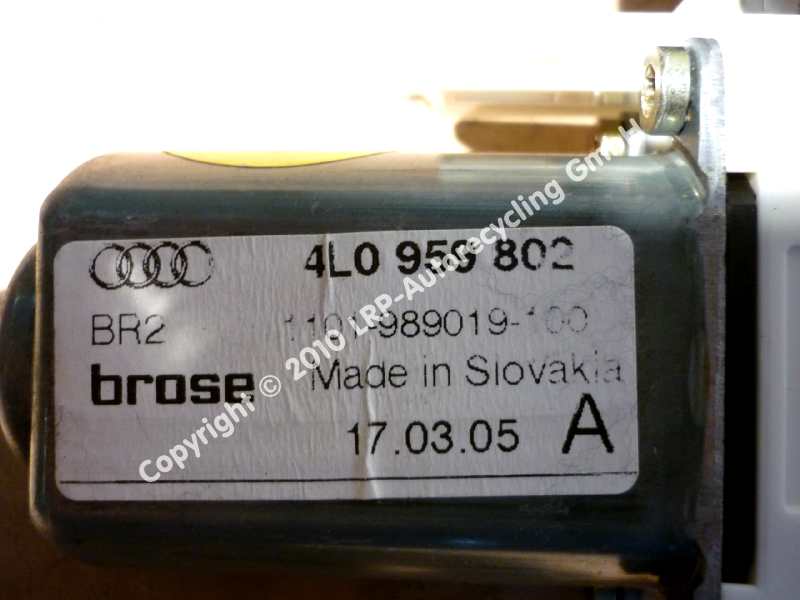 4L0 959 802
BR2 1101-989019-100
brose Made in Slovakia
17.03.05 A
Copyright © 2010 LRP-Autorecycling GmbH